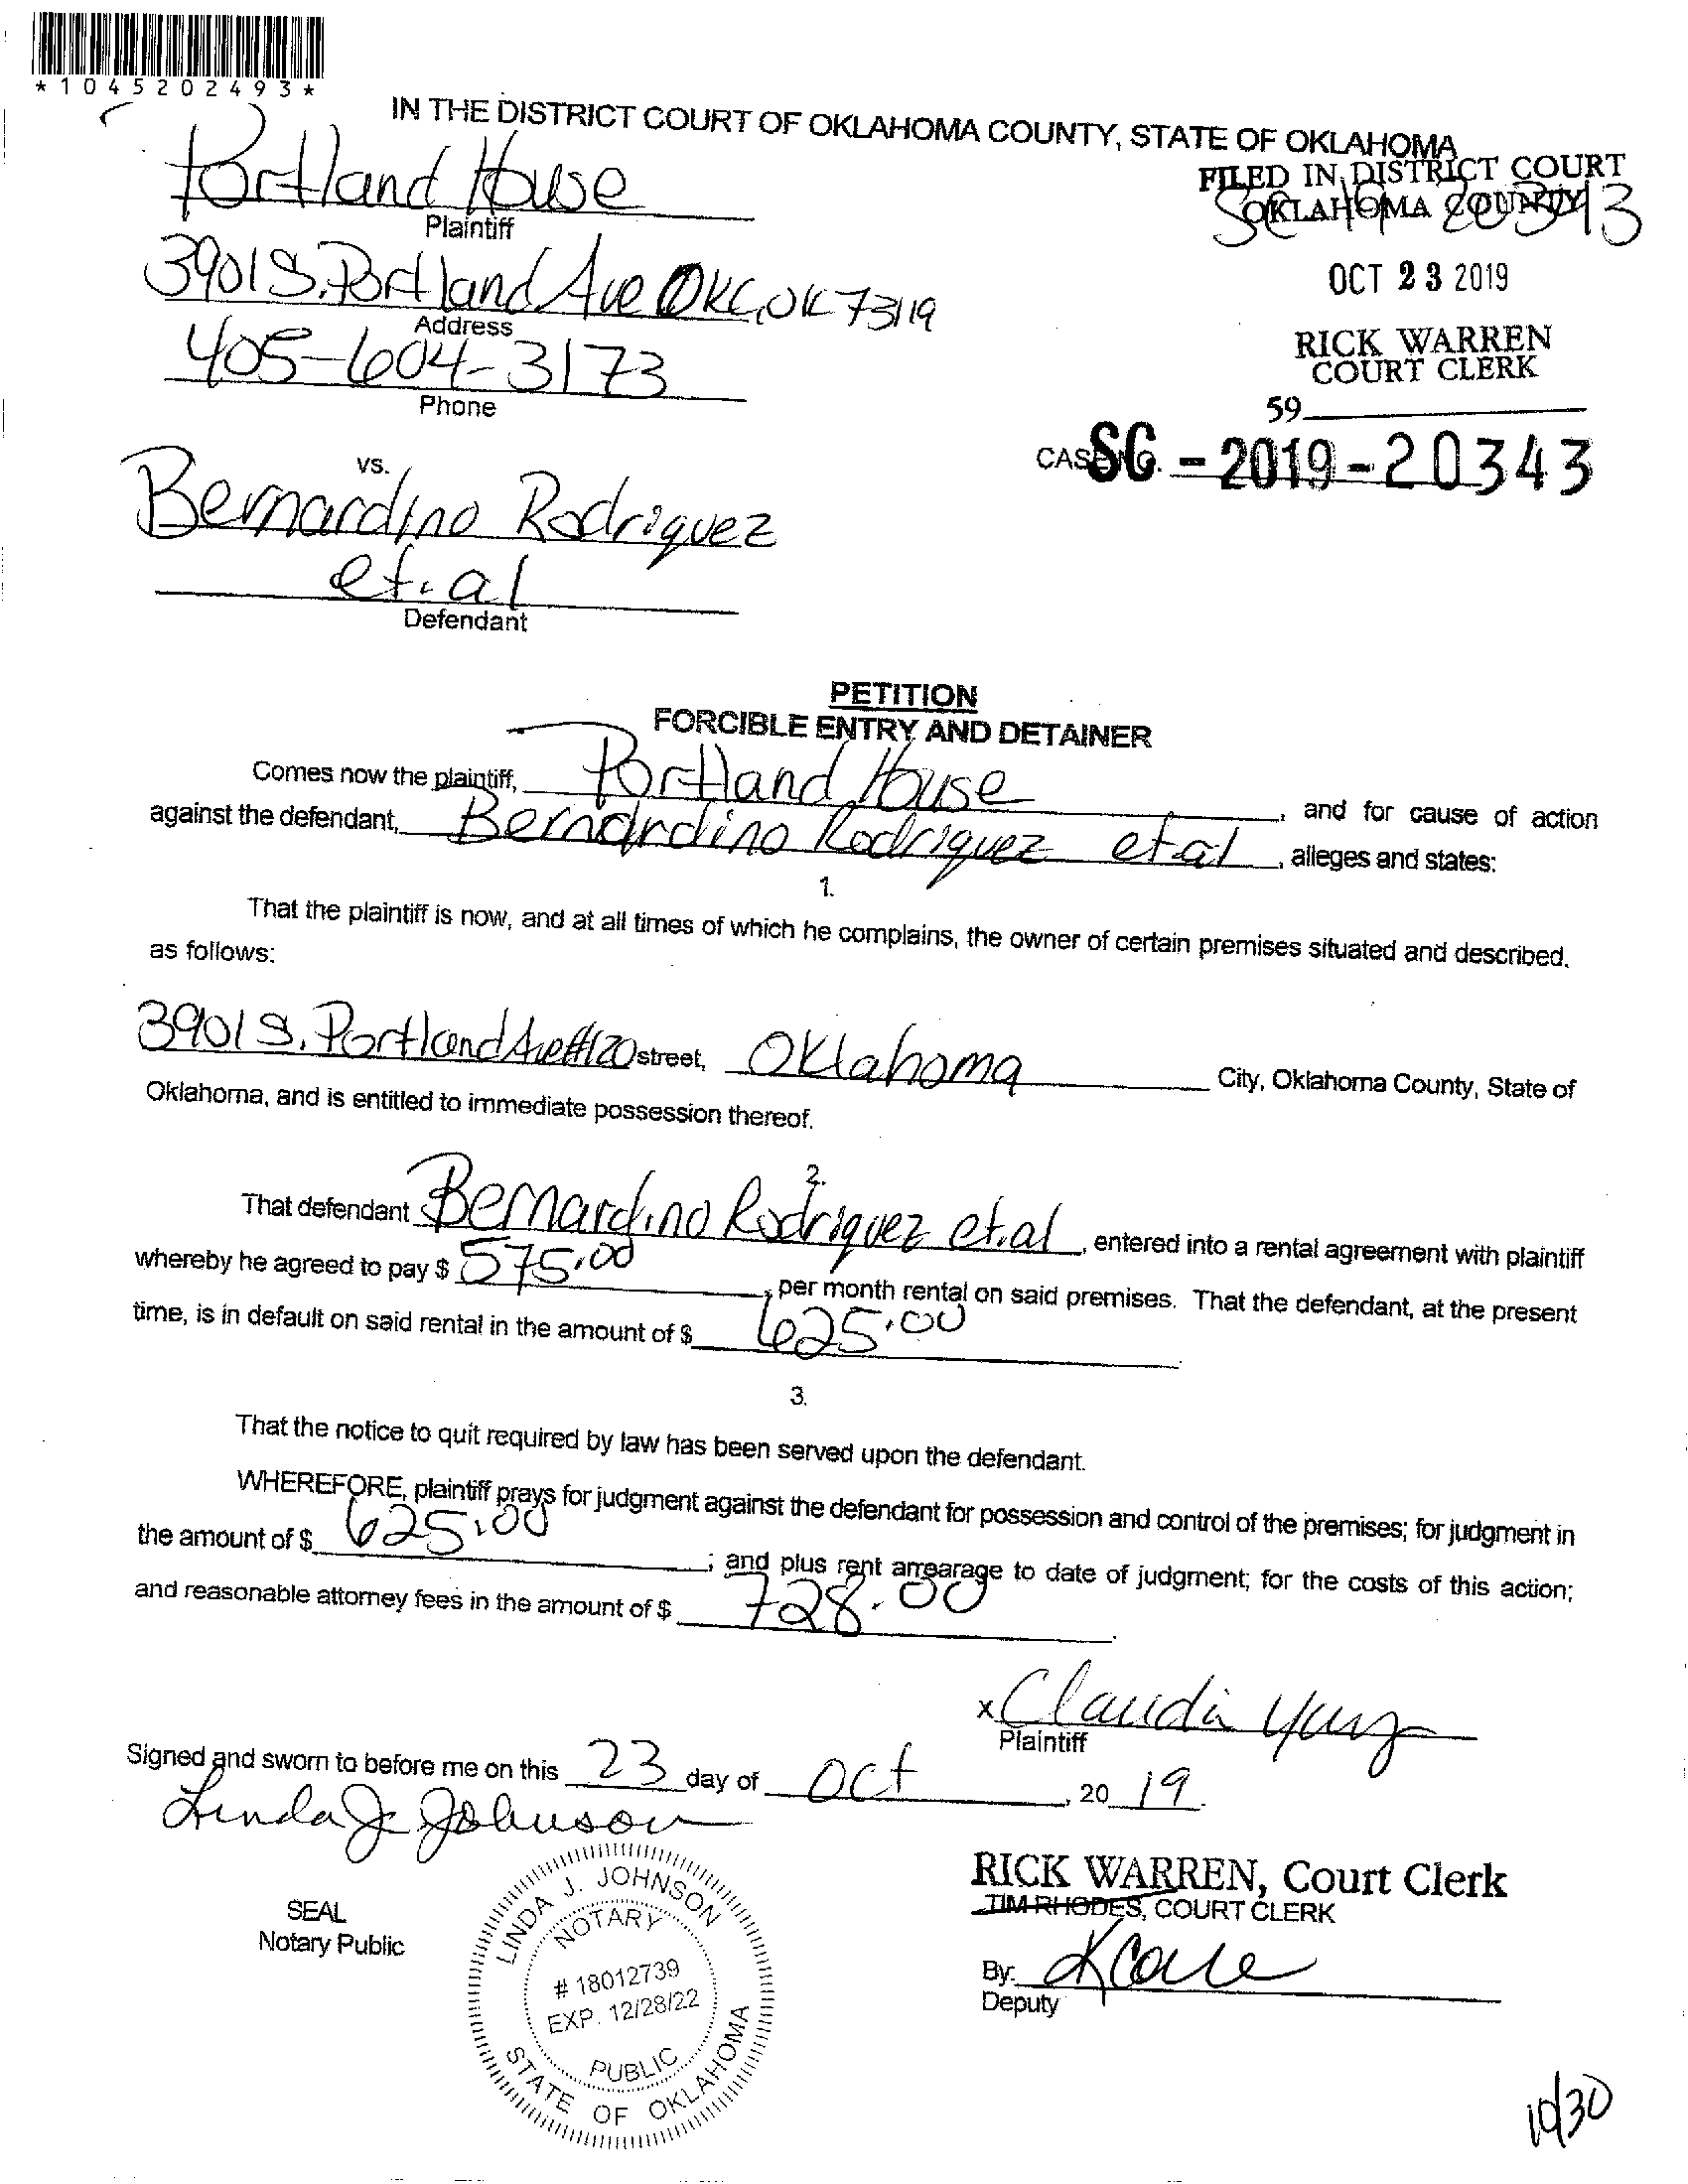 *1045202493*
IN THE DISTRICT COURT OF OKLAHOMA COUNTY, STATE OF OKLAHOMA
Portland House
Plaintiff
FILED IN DISTRICT COURT
OKLAHOMA COUNTY
3901 S. Portland Ave OKC, OK 73119
Address
OCT 23 2019
405-604-3173
Phone
RICK WARREN
COURT CLERK
59
vs.
CASE NO. SC-2019-20343
Bernardino Rodriquez
et.al
Defendant
PETITION
FORCIBLE ENTRY AND DETAINER
Comes now the plaintiff, Portland House, and for cause of action
against the defendant, Bernardino Rodriquez et al, alleges and states:
1.
That the plaintiff is now, and at all times of which he complains, the owner of certain premises situated and described.
as follows:
3901 S. Portland Ave #120 street, Oklahoma City, Oklahoma County, State of
Oklahoma, and is entitled to immediate possession thereof.
2.
That defendant Bernardino Rodriquez et.al, entered into a rental agreement with plaintiff
whereby he agreed to pay $ 575.00, per month rental on said premises. That the defendant, at the present
time, is in default on said rental in the amount of $ 625.00
3.
That the notice to quit required by law has been served upon the defendant.
WHEREFORE, plaintiff prays for judgment against the defendant for possession and control of the premises; for judgment in
the amount of $ 625.00; and plus rent arrearage to date of judgment; for the costs of this action;
and reasonable attorney fees in the amount of $ 728.00.
x Claudia
Plaintiff
Signed and sworn to before me on this 23 day of Oct, 20 19.
Linda J. Johnson
SEAL
Notary Public
LINDA J. JOHNSON
NOTARY
# 18012739
EXP. 12/28/22
PUBLIC
STATE OF OKLAHOMA
RICK WARREN, Court Clerk
TIM RHODES, COURT CLERK
By:
Deputy
10/30